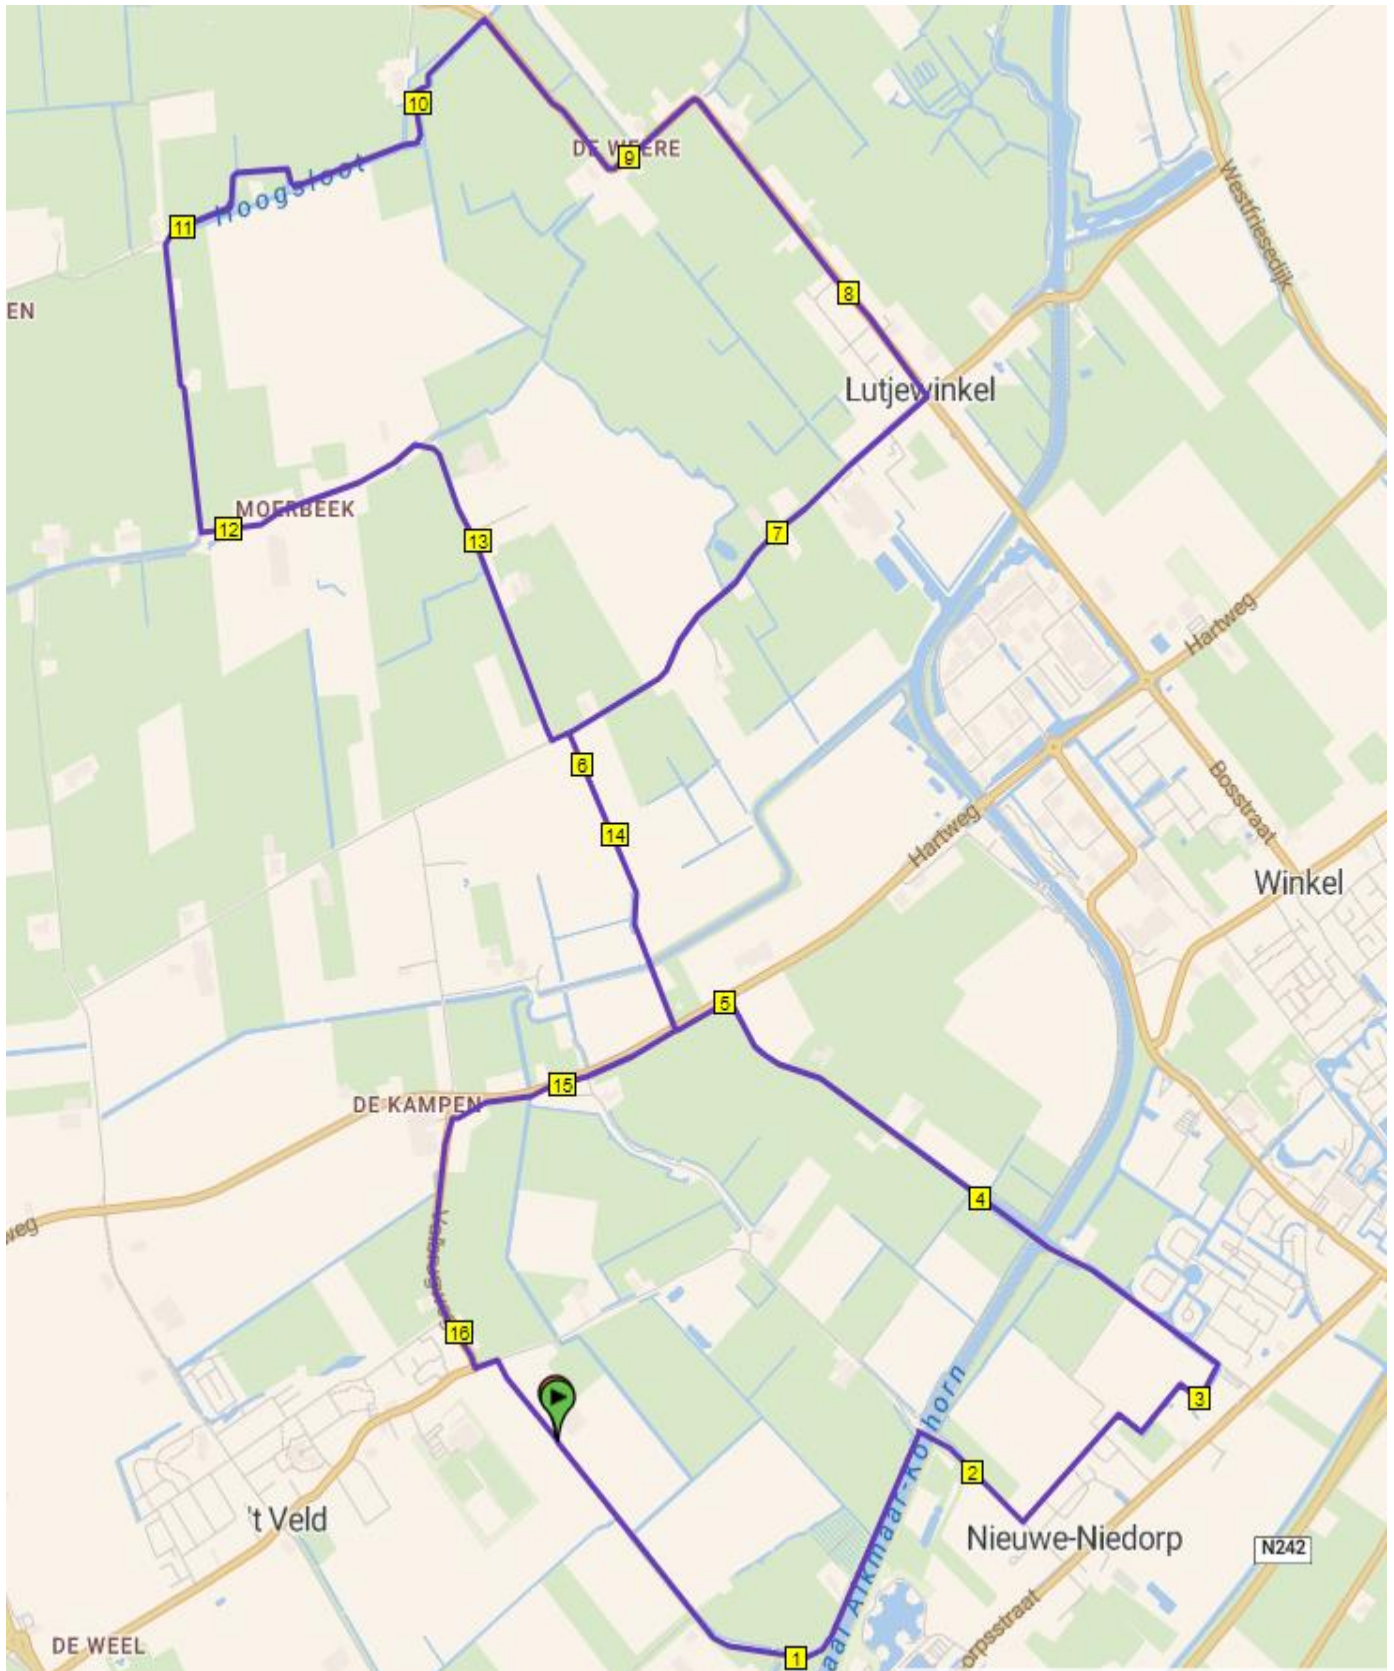 10
DE WEERE
9
Westfriesedijk
Hoogsloot
11
8
EN
Lutjewinkel
MOERBEEK
12
7
13
Hartweg
6
Bosstraat
14
Hartweg
Winkel
5
15
DE KAMPEN
4
weg
16
3
2
't Veld
Nieuwe-Niedorp
N242
DE WEEL
1
orpsstraat